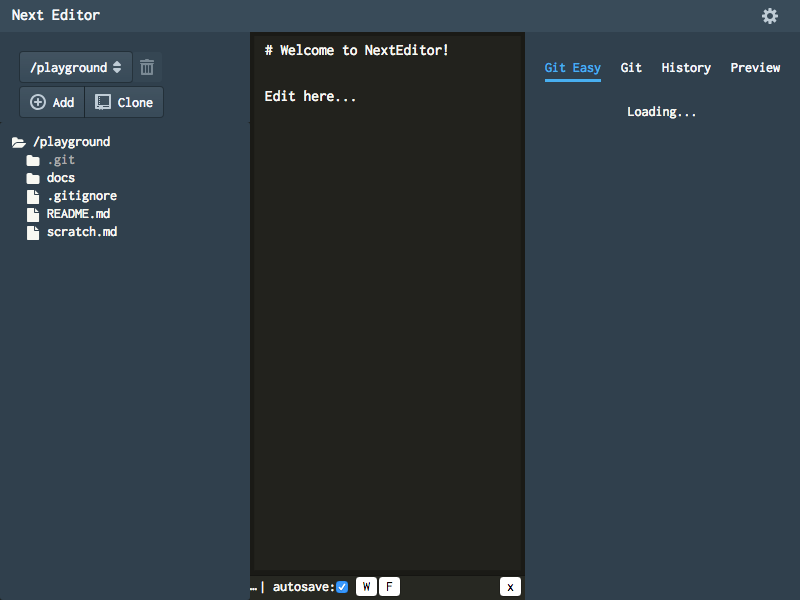 Next Editor
/playground
Add Clone
/playground
.git
docs
.gitignore
README.md
scratch.md
# Welcome to NextEditor!
Edit here...
…| autosave: W F x
Git Easy Git History Preview
Loading...